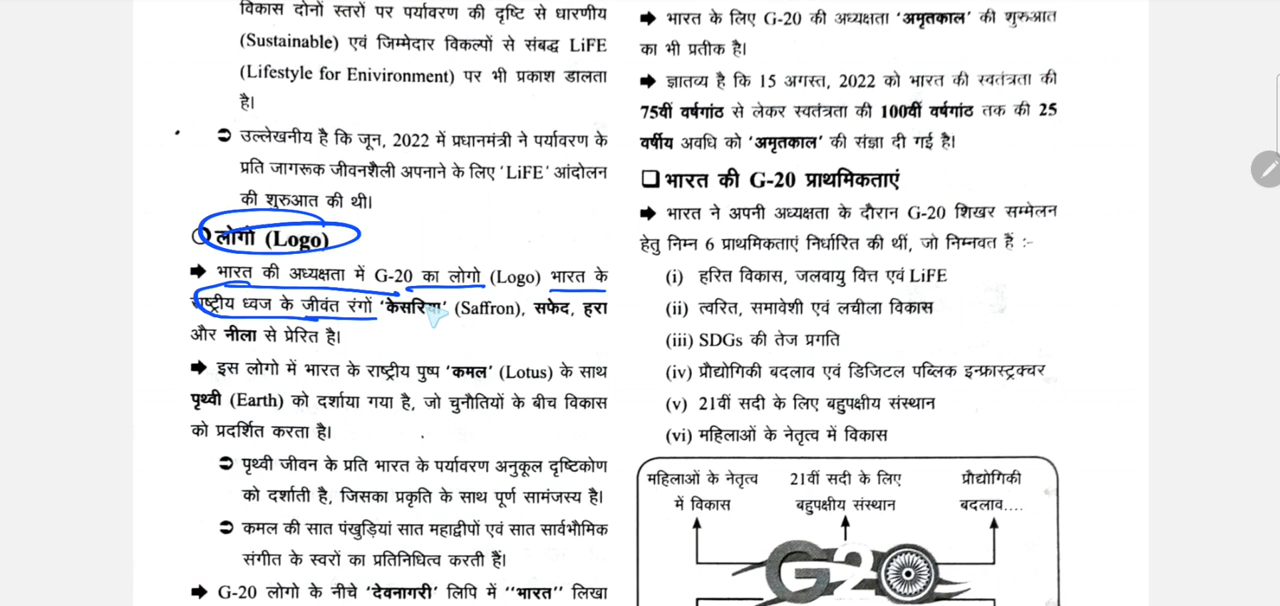 विकास दोनों स्तरों पर पर्यावरण की दृष्टि से धारणीय
(Sustainable) एवं जिम्मेदार विकल्पों से संबद्ध LiFE
(Lifestyle for Enivironment) पर भी प्रकाश डालता
है।
➲ उल्लेखनीय है कि जून, 2022 में प्रधानमंत्री ने पर्यावरण के
प्रति जागरूक जीवनशैली अपनाने के लिए 'LiFE' आंदोलन
की शुरुआत की थी।
लोगो (Logo)
➡ भारत की अध्यक्षता में G-20 का लोगो (Logo) भारत के
राष्ट्रीय ध्वज के जीवंत रंगों 'केसरिया' (Saffron), सफेद, हरा
और नीला से प्रेरित है।
➡ इस लोगो में भारत के राष्ट्रीय पुष्प 'कमल' (Lotus) के साथ
पृथ्वी (Earth) को दर्शाया गया है, जो चुनौतियों के बीच विकास
को प्रदर्शित करता है।
➲ पृथ्वी जीवन के प्रति भारत के पर्यावरण अनुकूल दृष्टिकोण
को दर्शाती है, जिसका प्रकृति के साथ पूर्ण सामंजस्य है।
➲ कमल की सात पंखुड़ियां सात महाद्वीपों एवं सात सार्वभौमिक
संगीत के स्वरों का प्रतिनिधित्व करती हैं।
➡ G-20 लोगो के नीचे 'देवनागरी' लिपि में "भारत" लिखा
➡ भारत के लिए G-20 की अध्यक्षता 'अमृतकाल' की शुरुआत
का भी प्रतीक है।
➡ ज्ञातव्य है कि 15 अगस्त, 2022 को भारत की स्वतंत्रता की
75वीं वर्षगांठ से लेकर स्वतंत्रता की 100वीं वर्षगांठ तक की 25
वर्षीय अवधि को 'अमृतकाल' की संज्ञा दी गई है।
❑ भारत की G-20 प्राथमिकताएं
➡ भारत ने अपनी अध्यक्षता के दौरान G-20 शिखर सम्मेलन
हेतु निम्न 6 प्राथमिकताएं निर्धारित की थीं, जो निम्नवत हैं :-
(i) हरित विकास, जलवायु वित्त एवं LiFE
(ii) त्वरित, समावेशी एवं लचीला विकास
(iii) SDGs की तेज प्रगति
(iv) प्रौद्योगिकी बदलाव एवं डिजिटल पब्लिक इन्फ्रास्ट्रक्चर
(v) 21वीं सदी के लिए बहुपक्षीय संस्थान
(vi) महिलाओं के नेतृत्व में विकास
महिलाओं के नेतृत्व
में विकास
21वीं सदी के लिए
बहुपक्षीय संस्थान
प्रौद्योगिकी
बदलाव....
G20